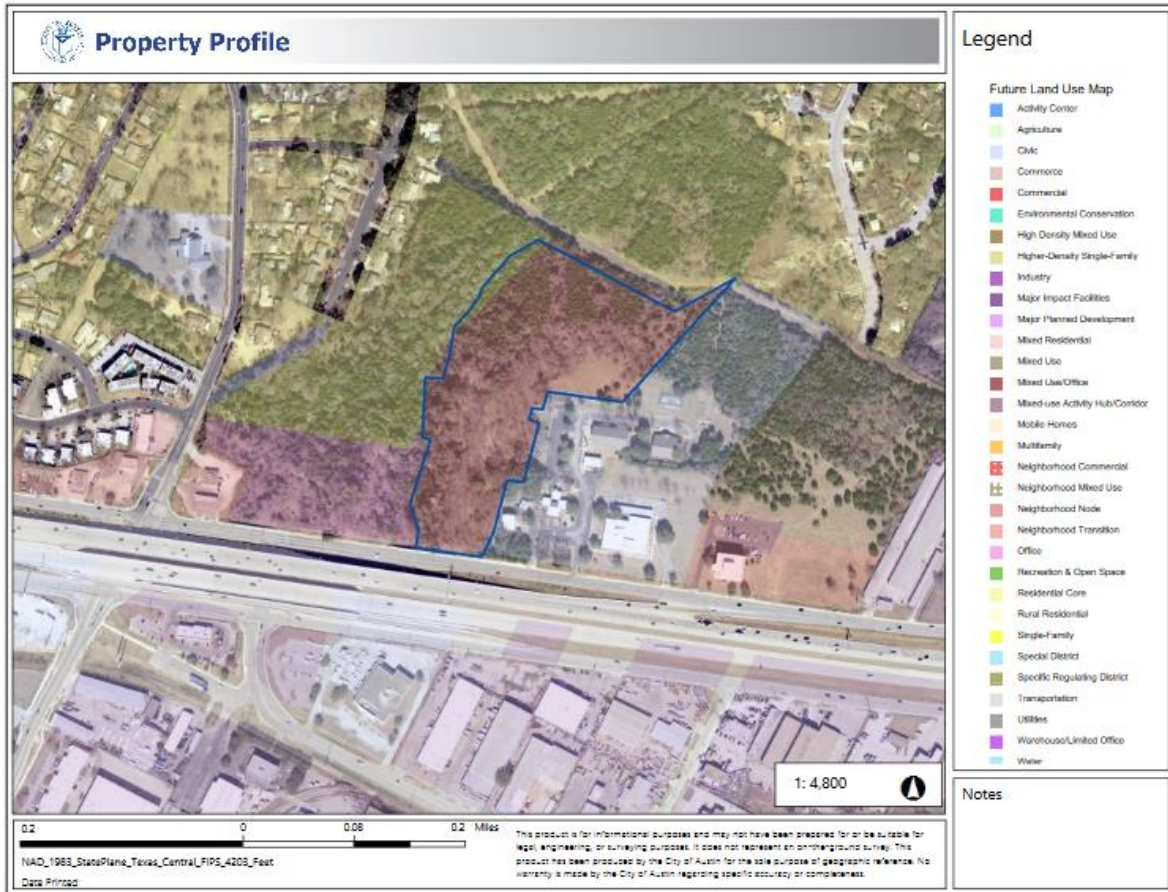 Property Profile
Legend
Future Land Use Map
Activity Center
Agriculture
Civic
Commerce
Commercial
Environmental Conservation
High Density Mixed Use
Higher-Density Single-Family
Industry
Major Impact Facilities
Major Planned Development
Mixed Residential
Mixed Use
Mixed Use/Office
Mixed-use Activity Hub/Corridor
Mobile Homes
Multifamily
Neighborhood Commercial
Neighborhood Mixed Use
Neighborhood Node
Neighborhood Transition
Office
Recreation & Open Space
Residential Core
Rural Residential
Single-Family
Special District
Specific Regulating District
Transportation
Utilities
Warehouse/Limited Office
Water
1: 4,800
Notes
0.2 0 0.08 0.2 Miles
NAD_1983_StatePlane_Texas_Central_FIPS_4203_Feet
Date Printed:
This product is for informational purposes and may not have been prepared for or be suitable for
legal, engineering, or surveying purposes. It does not represent an on-the-ground survey. This
product has been produced by the City of Austin for the sole purpose of geographic reference. No
warranty is made by the City of Austin regarding specific accuracy or completeness.